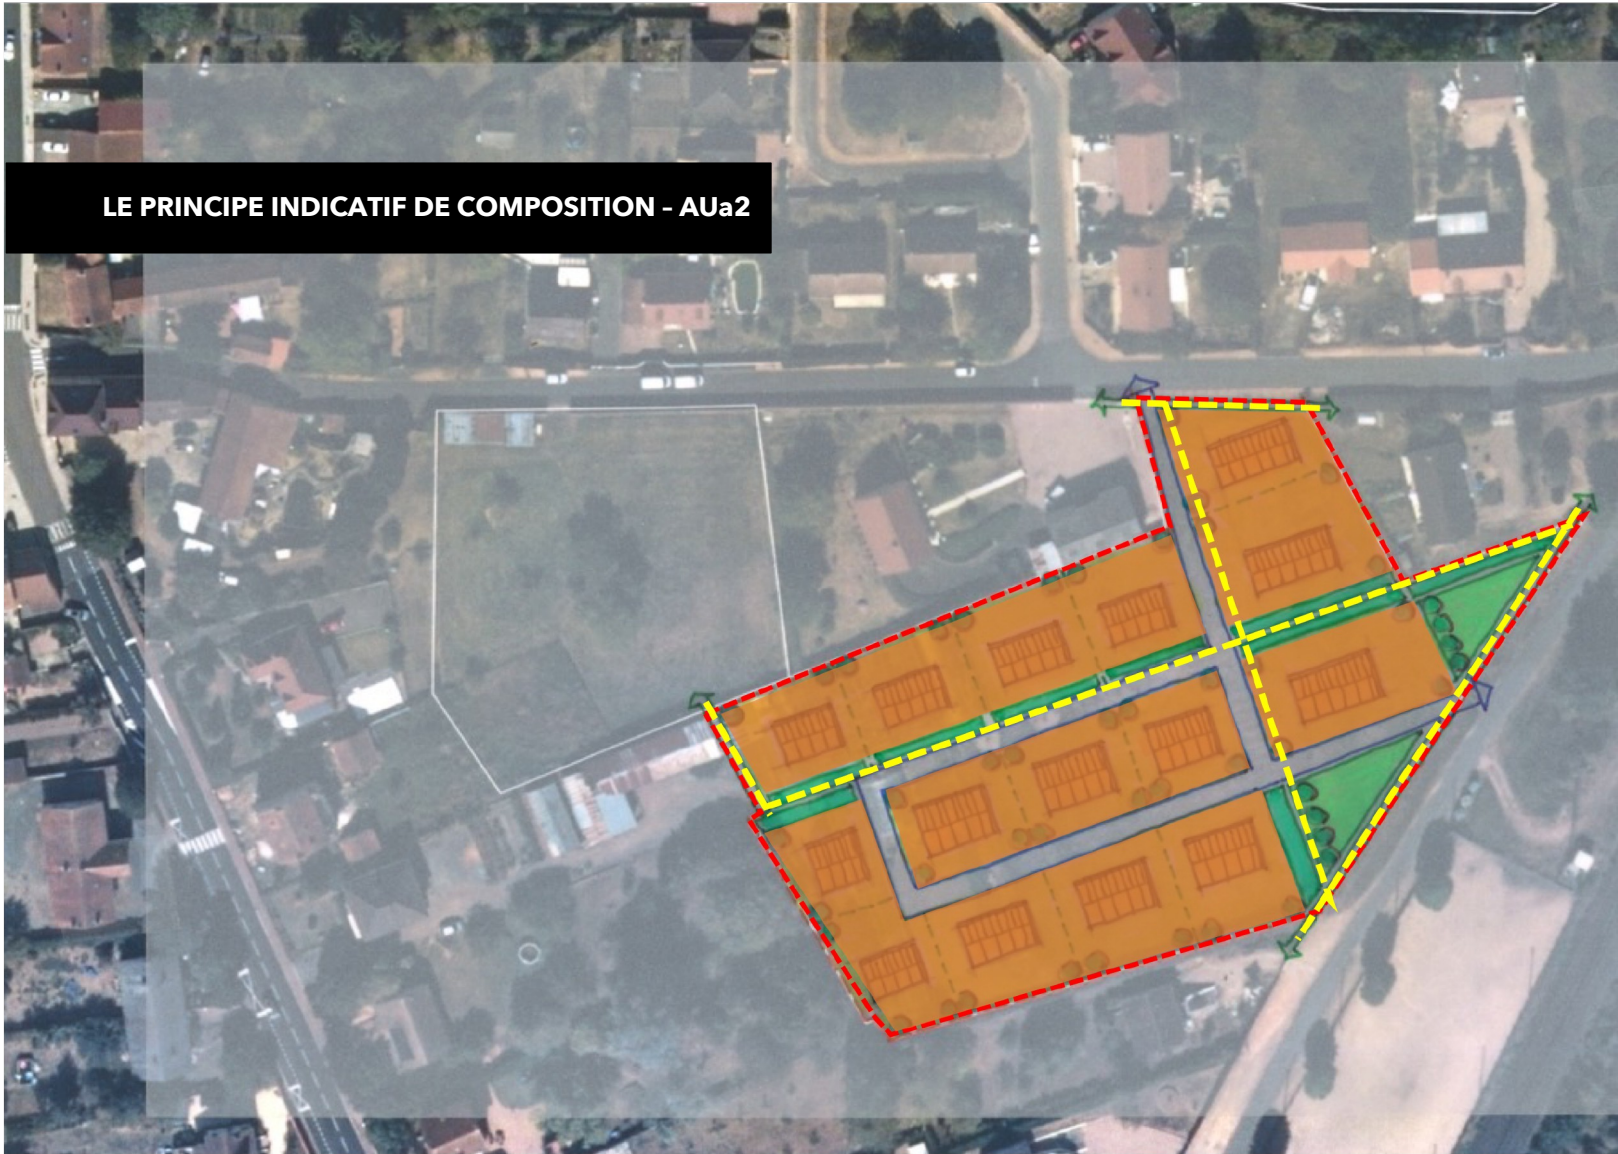 LE PRINCIPE INDICATIF DE COMPOSITION – AUa2